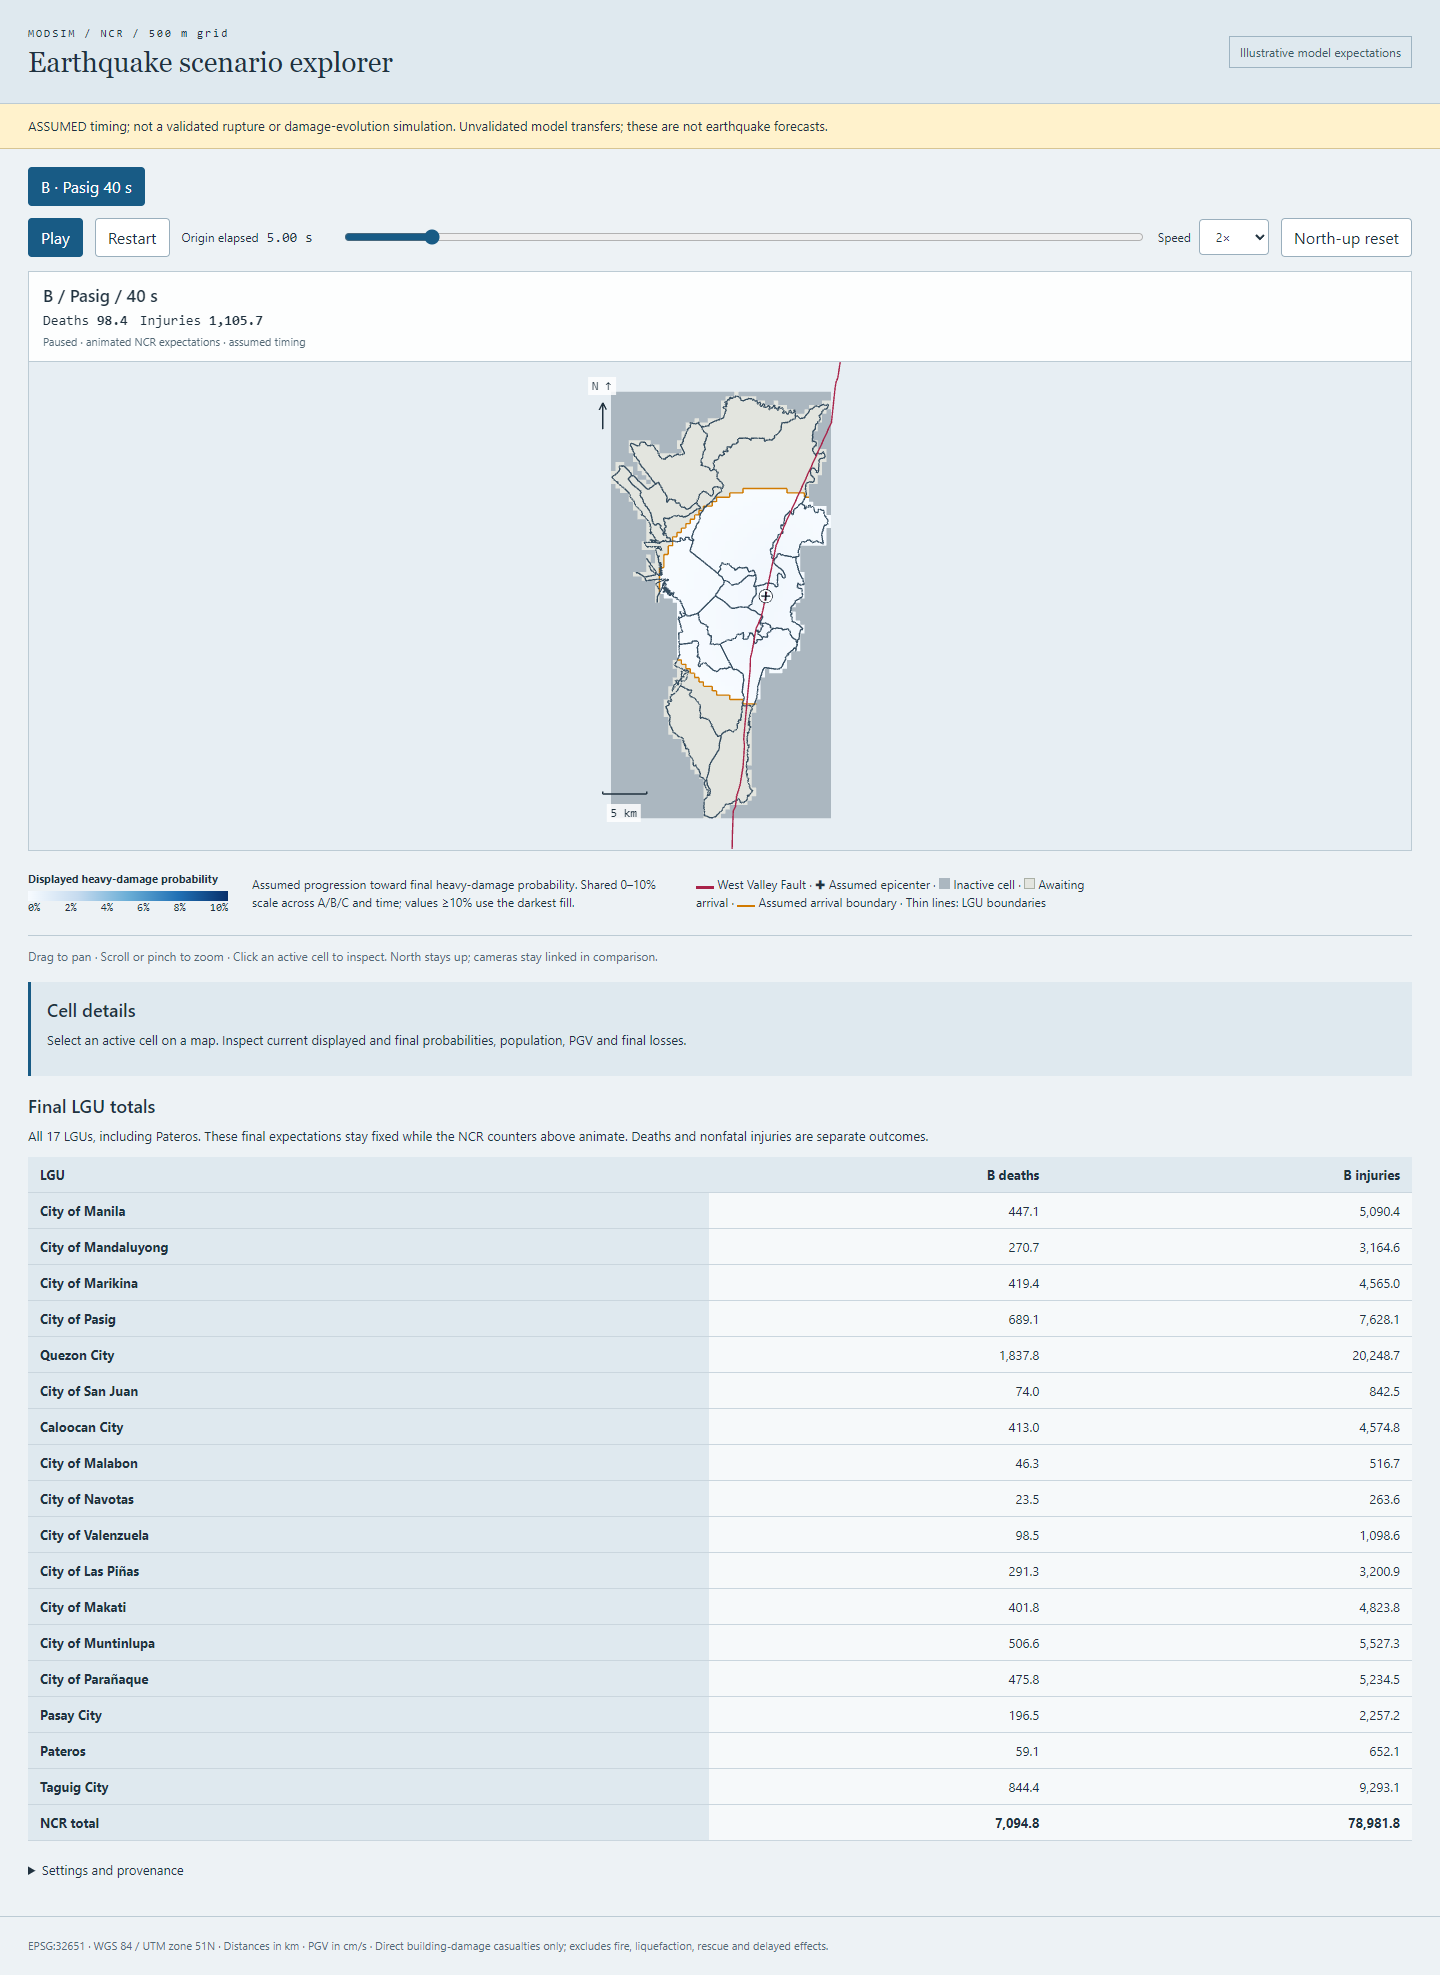 MODSIM / NCR / 500 m grid
Earthquake scenario explorer
Illustrative model expectations
ASSUMED timing; not a validated rupture or damage-evolution simulation. Unvalidated model transfers; these are not earthquake forecasts.
B · Pasig 40 s
Play Restart Origin elapsed 5.00 s Speed 2× North-up reset
B / Pasig / 40 s
Deaths 98.4 Injuries 1,105.7
Paused · animated NCR expectations · assumed timing
N ↑
5 km
Displayed heavy-damage probability
0% 2% 4% 6% 8% 10%
Assumed progression toward final heavy-damage probability. Shared 0–10%
scale across A/B/C and time; values ≥10% use the darkest fill.
West Valley Fault · ✚ Assumed epicenter · Inactive cell · Awaiting
arrival · Assumed arrival boundary · Thin lines: LGU boundaries
Drag to pan · Scroll or pinch to zoom · Click an active cell to inspect. North stays up; cameras stay linked in comparison.
Cell details
Select an active cell on a map. Inspect current displayed and final probabilities, population, PGV and final losses.
Final LGU totals
All 17 LGUs, including Pateros. These final expectations stay fixed while the NCR counters above animate. Deaths and nonfatal injuries are separate outcomes.
LGU B deaths B injuries
City of Manila 447.1 5,090.4
City of Mandaluyong 270.7 3,164.6
City of Marikina 419.4 4,565.0
City of Pasig 689.1 7,628.1
Quezon City 1,837.8 20,248.7
City of San Juan 74.0 842.5
Caloocan City 413.0 4,574.8
City of Malabon 46.3 516.7
City of Navotas 23.5 263.6
City of Valenzuela 98.5 1,098.6
City of Las Piñas 291.3 3,200.9
City of Makati 401.8 4,823.8
City of Muntinlupa 506.6 5,527.3
City of Parañaque 475.8 5,234.5
Pasay City 196.5 2,257.2
Pateros 59.1 652.1
Taguig City 844.4 9,293.1
NCR total 7,094.8 78,981.8
▶ Settings and provenance
EPSG:32651 · WGS 84 / UTM zone 51N · Distances in km · PGV in cm/s · Direct building-damage casualties only; excludes fire, liquefaction, rescue and delayed effects.